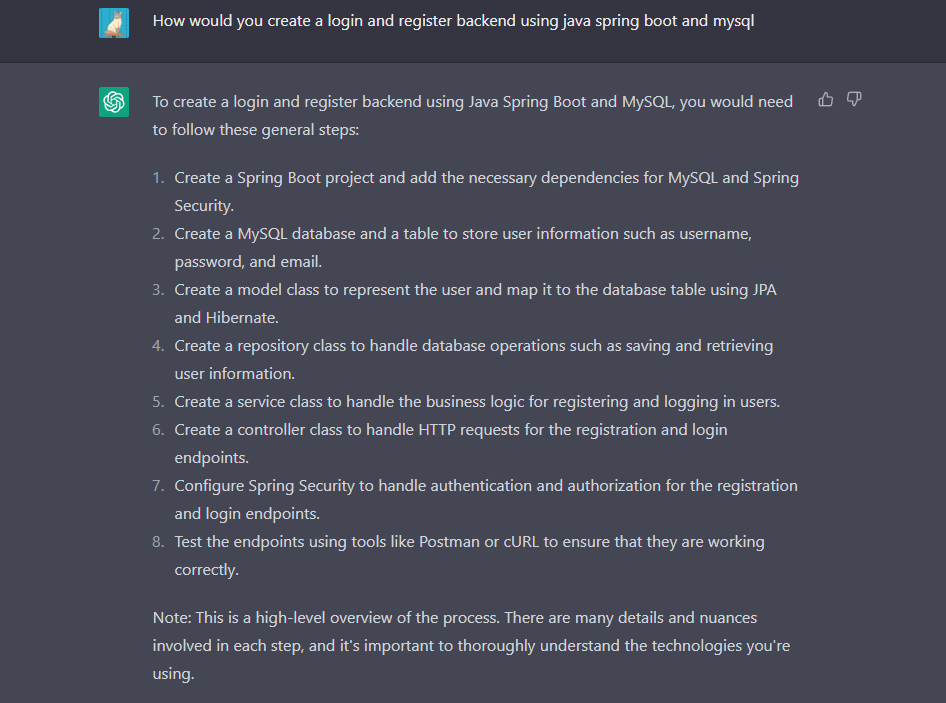 How would you create a login and register backend using java spring boot and mysql
To create a login and register backend using Java Spring Boot and MySQL, you would need
to follow these general steps:
1. Create a Spring Boot project and add the necessary dependencies for MySQL and Spring
Security.
2. Create a MySQL database and a table to store user information such as username,
password, and email.
3. Create a model class to represent the user and map it to the database table using JPA
and Hibernate.
4. Create a repository class to handle database operations such as saving and retrieving
user information.
5. Create a service class to handle the business logic for registering and logging in users.
6. Create a controller class to handle HTTP requests for the registration and login
endpoints.
7. Configure Spring Security to handle authentication and authorization for the registration
and login endpoints.
8. Test the endpoints using tools like Postman or cURL to ensure that they are working
correctly.
Note: This is a high-level overview of the process. There are many details and nuances
involved in each step, and it's important to thoroughly understand the technologies you're
using.